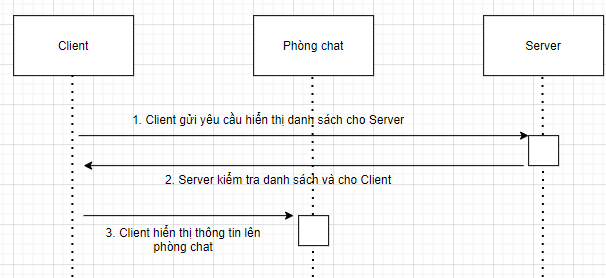 Client
Phòng chat
Server
1. Client gửi yêu cầu hiển thị danh sách cho Server
2. Server kiểm tra danh sách và cho Client
3. Client hiển thị thông tin lên
phòng chat